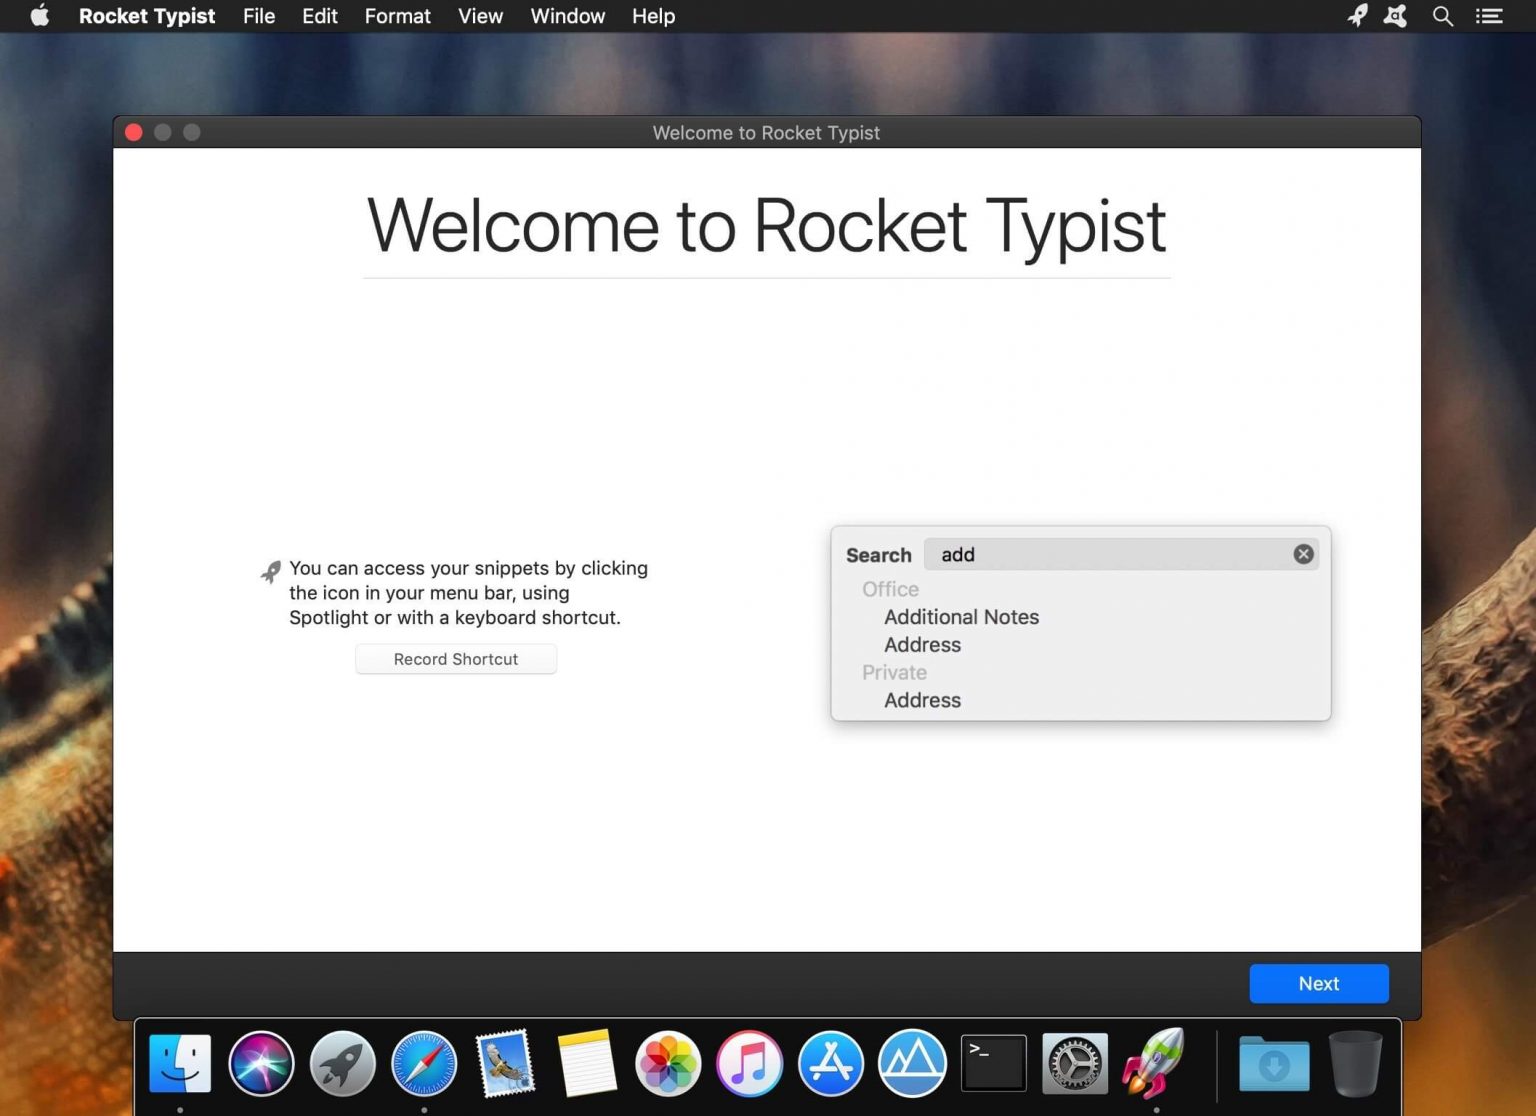 Rocket Typist File Edit Format View Window Help
Welcome to Rocket Typist
Welcome to Rocket Typist
You can access your snippets by clicking
the icon in your menu bar, using
Spotlight or with a keyboard shortcut.
Record Shortcut
Search add
Office
Additional Notes
Address
Private
Address
Next
>_